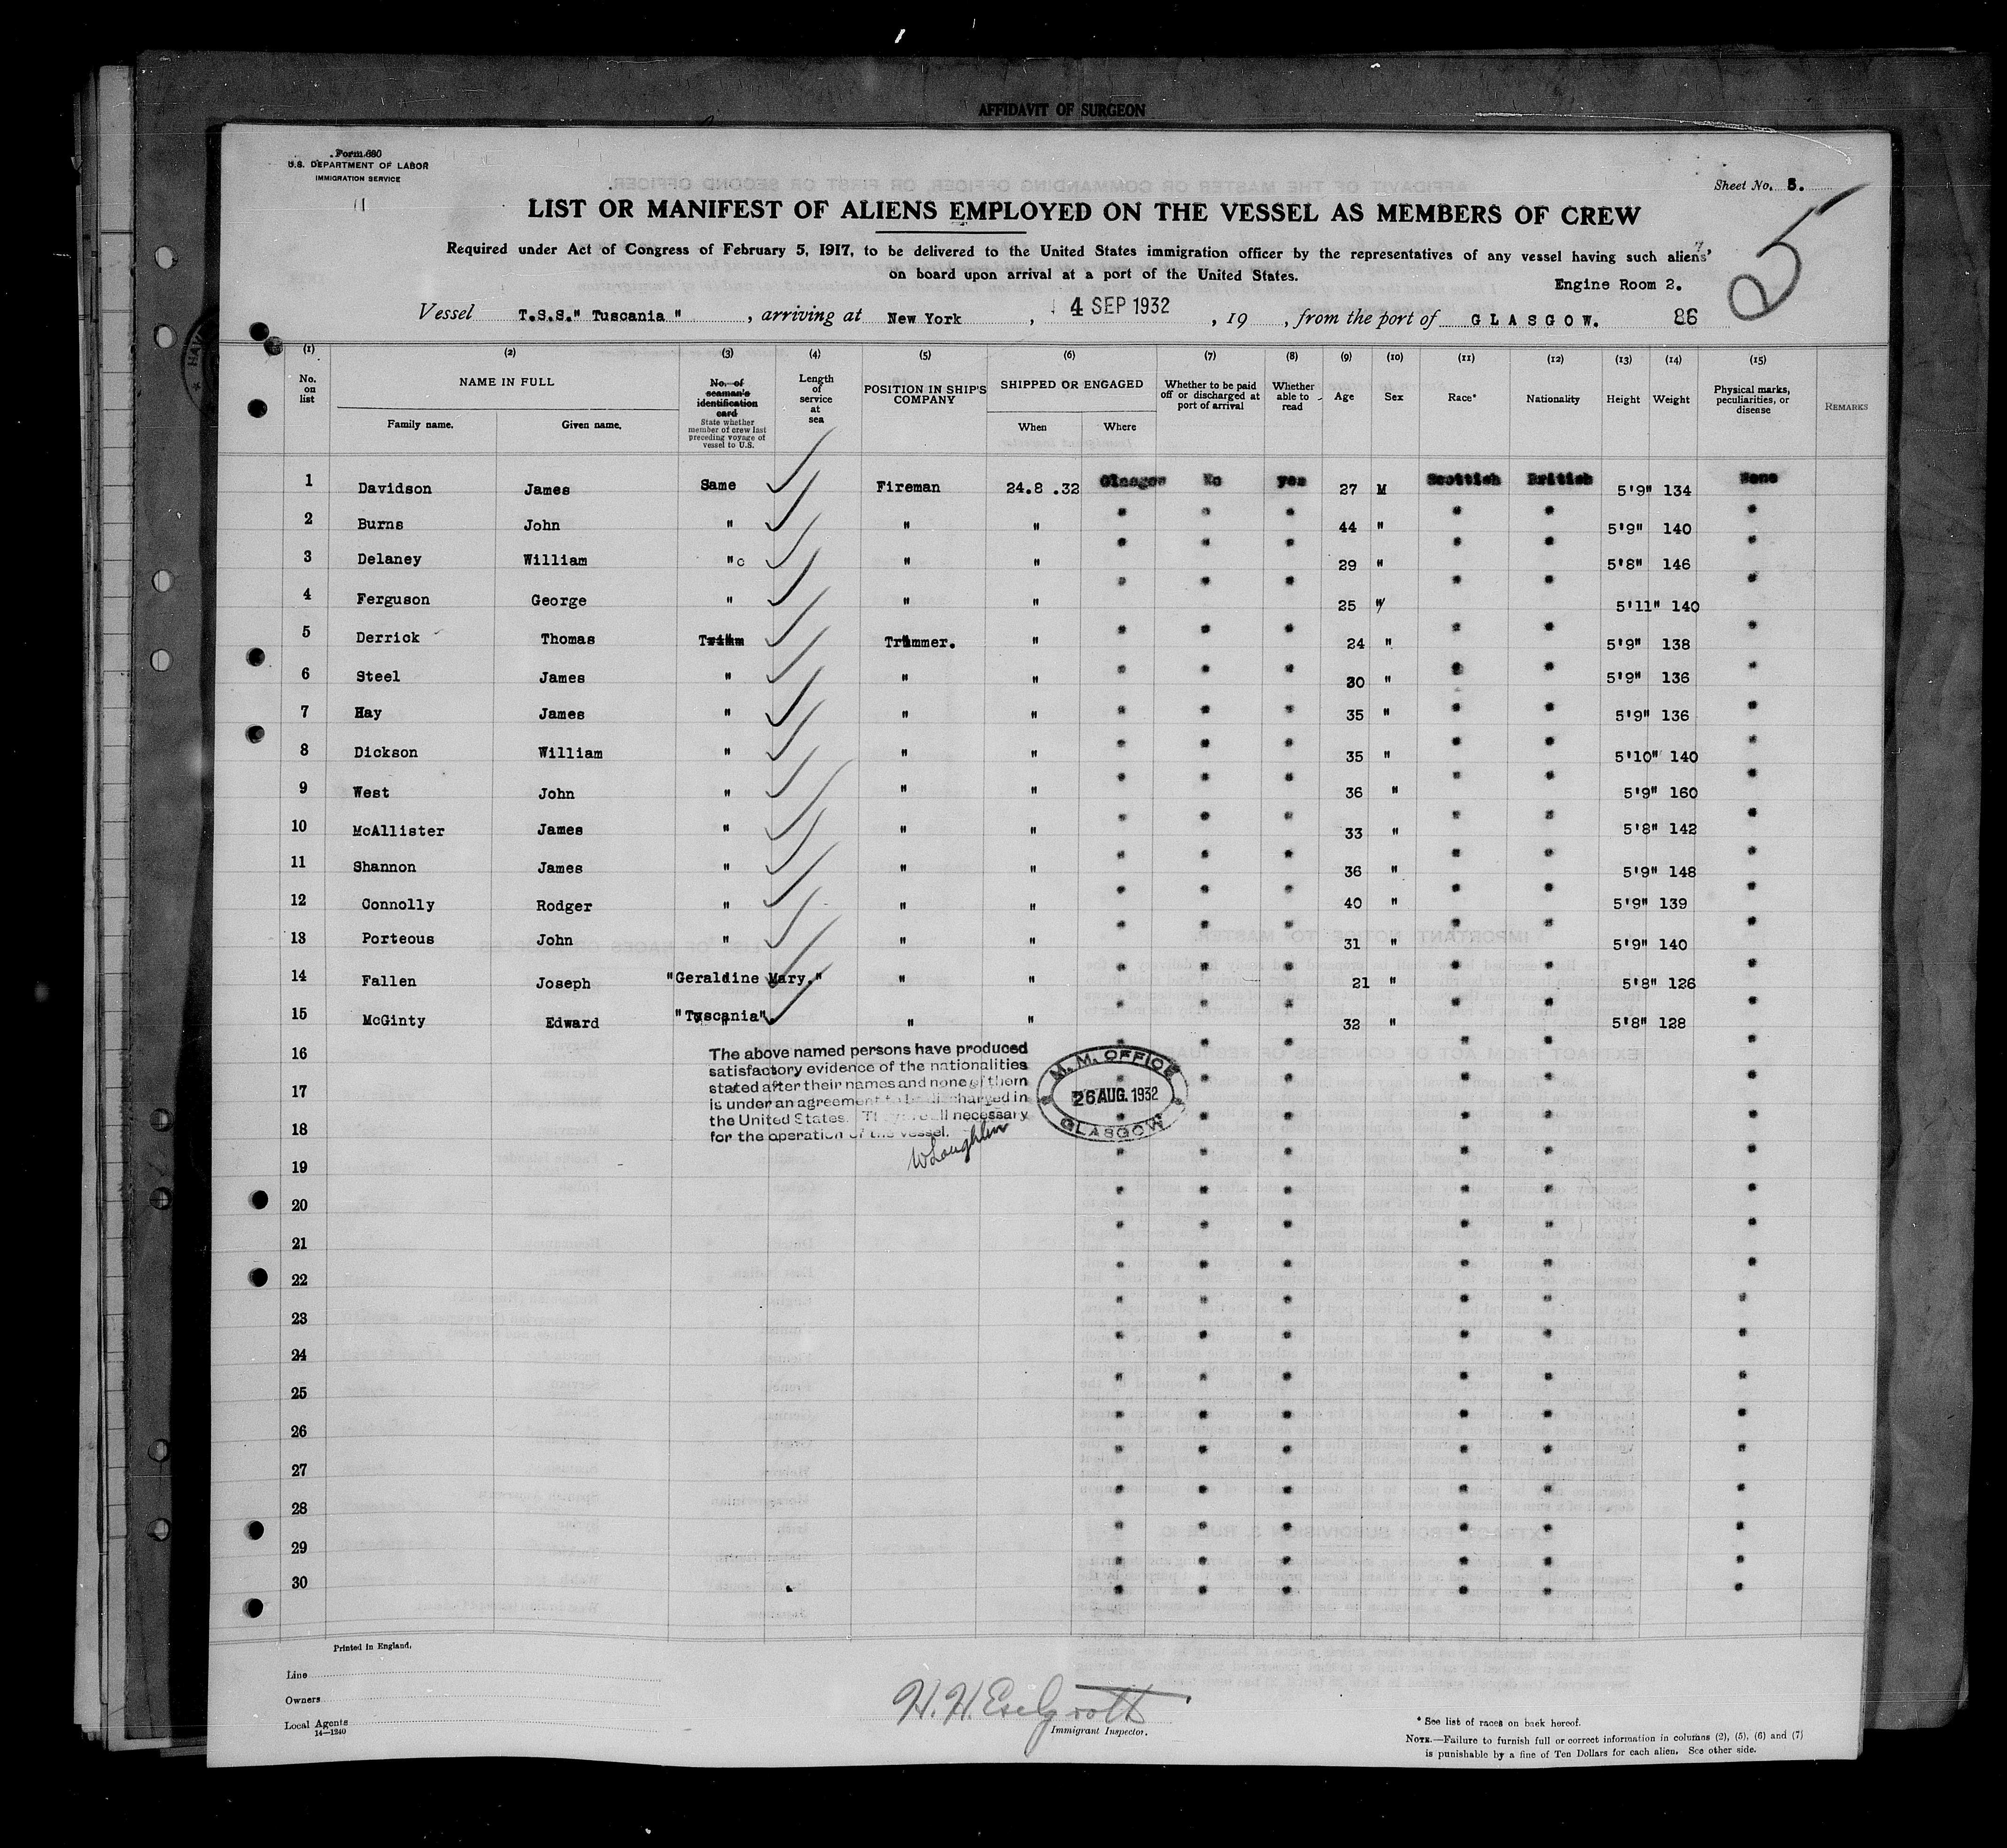 AFFIDAVIT OF SURGEON
Form 680
U.S. DEPARTMENT OF LABOR
IMMIGRATION SERVICE
Sheet No. 5.
LIST OR MANIFEST OF ALIENS EMPLOYED ON THE VESSEL AS MEMBERS OF CREW
25
Required under Act of Congress of February 5, 1917, to be delivered to the United States immigration officer by the representatives of any vessel having such aliens
on board upon arrival at a port of the United States.
Engine Room 2.
Vessel T.S.S." Tuscania ", arriving at New York, 4 SEP 1932, 19 , from the port of GLASGOW. 86
(1) (2) (3) (4) (5) (6) (7) (8) (9) (10) (11) (12) (13) (14) (15)
No. on list
NAME IN FULL
Family name. Given name.
No. of seaman's identification card
State whether member of crew last preceding voyage of vessel to U.S.
Length of service at sea
POSITION IN SHIP'S COMPANY
SHIPPED OR ENGAGED
When Where
Whether to be paid off or discharged at port of arrival
Whether able to read
Age Sex Race* Nationality Height Weight
Physical marks, peculiarities, or disease
REMARKS
1 Davidson James Same Fireman 24.8 .32 Glasgow No yes 27 M Scottish British 5'9" 134 None
2 Burns John " " " " " " 44 " " " 5'9" 140 "
3 Delaney William "c " " " " " 29 " " " 5'8" 146 "
4 Ferguson George " " " " " " 25 " " " 5'11" 140 "
5 Derrick Thomas Trimmer. " " " " 24 " " " 5'9" 138 "
6 Steel James " " " " " " 30 " " " 5'9" 136 "
7 Hay James " " " " " " 35 " " " 5'9" 136 "
8 Dickson William " " " " " " 35 " " " 5'10" 140 "
9 West John " " " " " " 36 " " " 5'9" 160 "
10 McAllister James " " " " " " 33 " " " 5'8" 142 "
11 Shannon James " " " " " " 36 " " " 5'9" 148 "
12 Connolly Rodger " " " " " " 40 " " " 5'9" 139 "
13 Porteous John " " " " " " 31 " " " 5'9" 140 "
14 Fallen Joseph "Geraldine Mary." " " " " " 21 " " " 5'8" 126 "
15 McGinty Edward "Tuscania". " " " " " 32 " " " 5'8" 128 "
16
17
18
19
20
21
22
23
24
25
26
27
28
29
30
The above named persons have produced
satisfactory evidence of the nationalities
stated after their names and none of them
is under an agreement to be discharged in
the United States. They are all necessary
for the operation of the vessel.
WLoughlin
M.M. OFFICE
26 AUG. 1932
GLASGOW
Printed in England.
Line
Owners
Local Agents
14—1240
H. H. Eselgroth
Immigrant Inspector.
* See list of races on back hereof.
NOTE.—Failure to furnish full or correct information in columns (2), (5), (6) and (7)
is punishable by a fine of Ten Dollars for each alien. See other side.